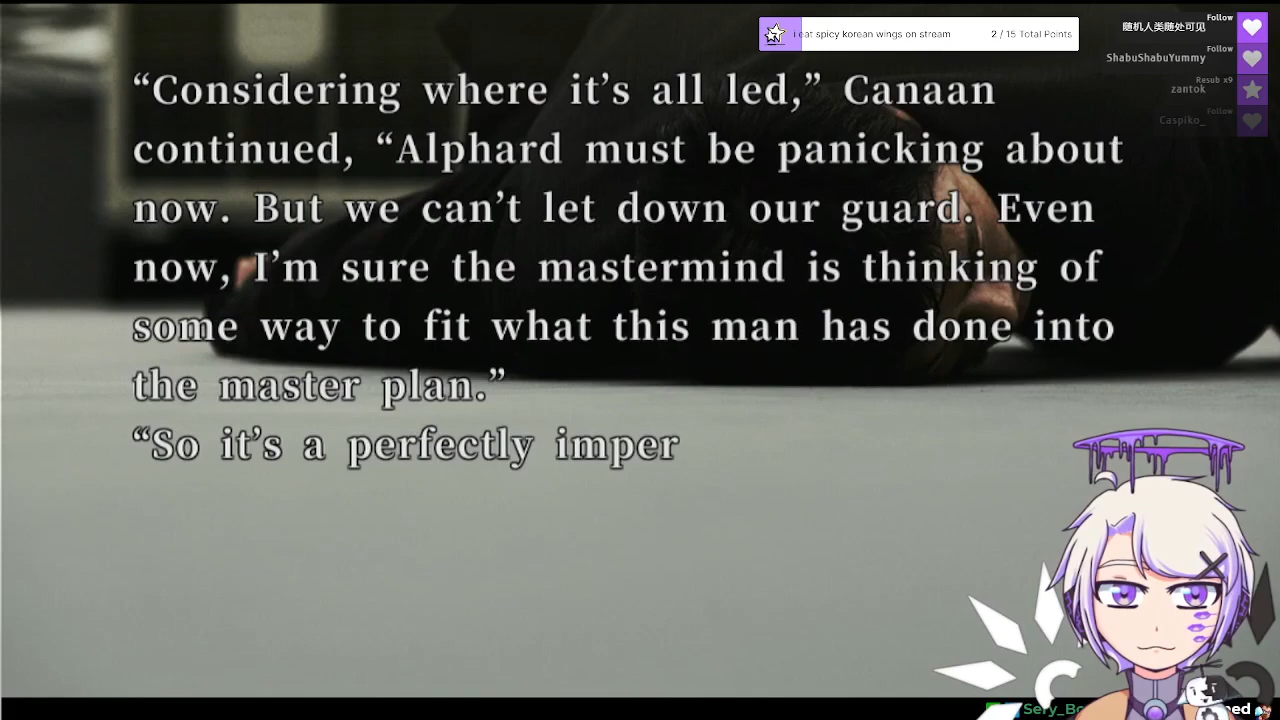 i eat spicy korean wings on stream 2 / 15 Total Points
Follow
随机人类随处可见
Follow
ShabuShabuYummy
Resub x9
zantok
Follow
Caspiko_
“Considering where it’s all led,” Canaan
continued, “Alphard must be panicking about
now. But we can’t let down our guard. Even
now, I’m sure the mastermind is thinking of
some way to fit what this man has done into
the master plan.”
“So it’s a perfectly imper